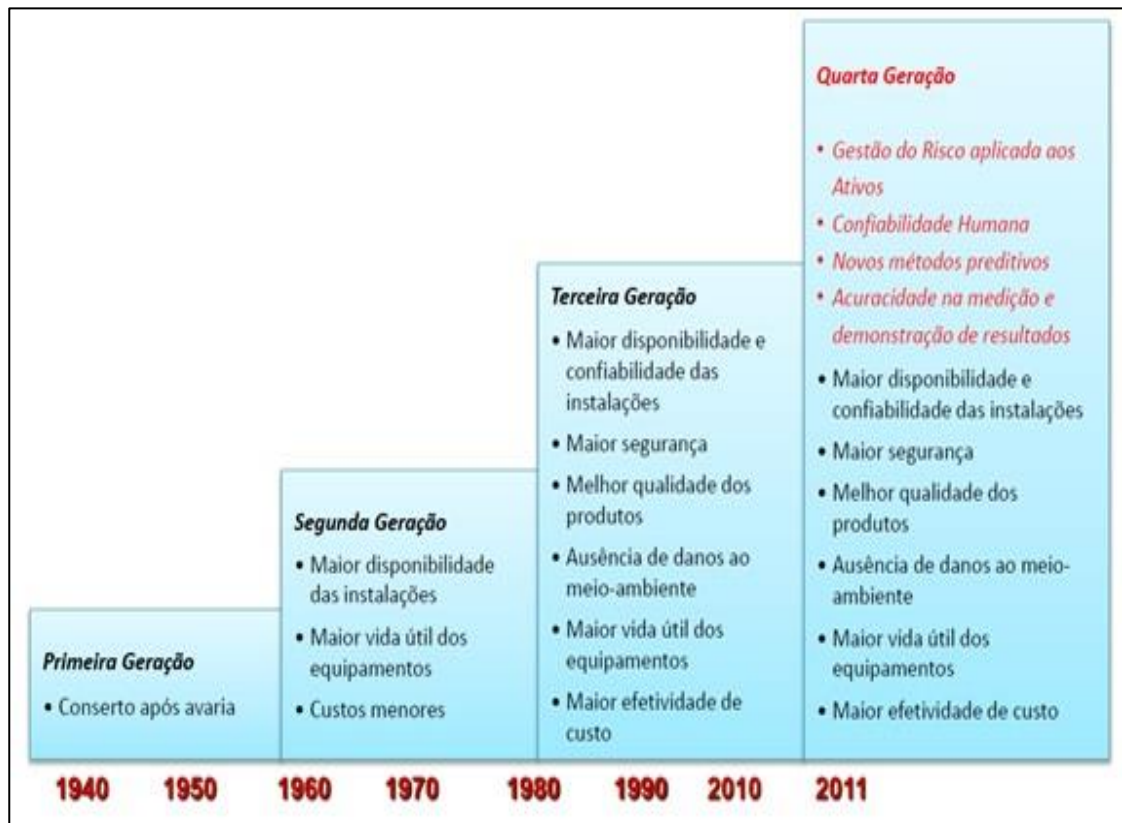 Primeira Geração
• Conserto após avaria
Segunda Geração
• Maior disponibilidade
das instalações
• Maior vida útil dos
equipamentos
• Custos menores
Terceira Geração
• Maior disponibilidade e
confiabilidade das
instalações
• Maior segurança
• Melhor qualidade dos
produtos
• Ausência de danos ao
meio-ambiente
• Maior vida útil dos
equipamentos
• Maior efetividade de
custo
Quarta Geração
• Gestão do Risco aplicada aos
Ativos
• Confiabilidade Humana
• Novos métodos preditivos
• Acuracidade na medição e
demonstração de resultados
• Maior disponibilidade e
confiabilidade das instalações
• Maior segurança
• Melhor qualidade dos
produtos
• Ausência de danos ao meio-
ambiente
• Maior vida útil dos
equipamentos
• Maior efetividade de custo
1940 1950 1960 1970 1980 1990 2010 2011